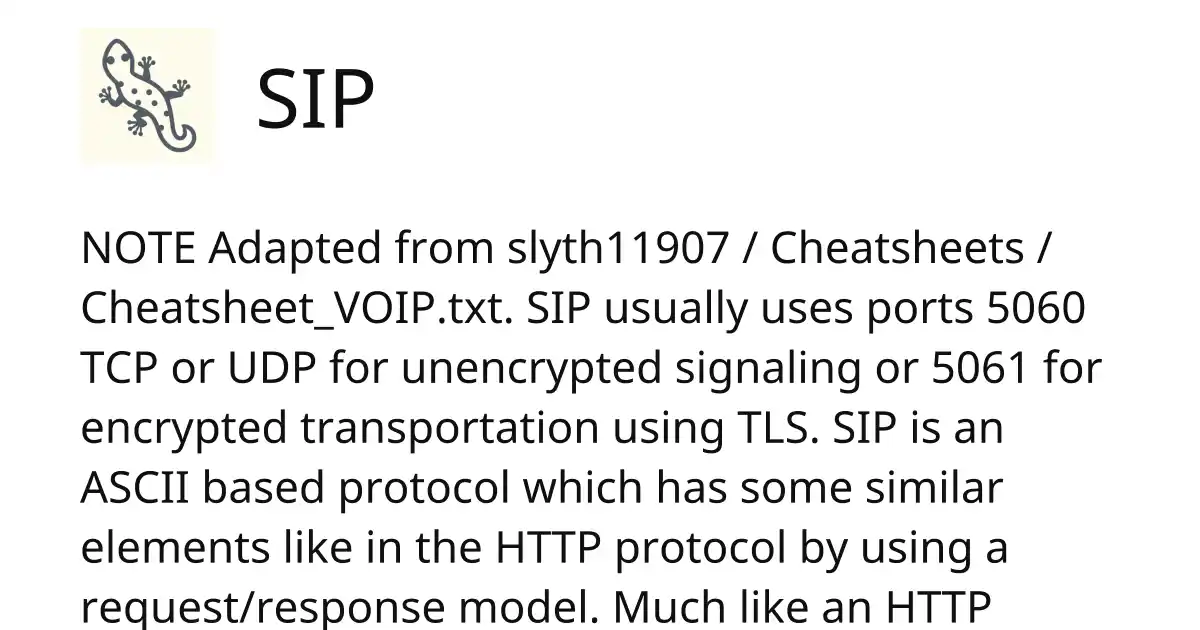 SIP
NOTE Adapted from slyth11907 / Cheatsheets /
Cheatsheet_VOIP.txt. SIP usually uses ports 5060
TCP or UDP for unencrypted signaling or 5061 for
encrypted transportation using TLS. SIP is an
ASCII based protocol which has some similar
elements like in the HTTP protocol by using a
request/response model. Much like an HTTP